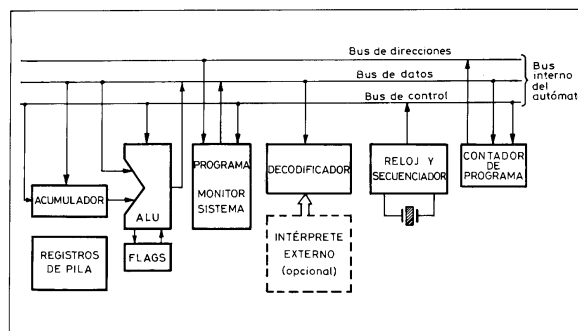 Bus de direcciones
Bus de datos
Bus de control
Bus
interno
del
autómat
ACUMULADOR
ALU
REGISTROS
DE PILA
FLAGS
PROGRAMA
MONITOR
SISTEMA
DECODIFICADOR
INTÉRPRETE
EXTERNO
(opcional)
RELOJ Y
SECUENCIADOR
CONTADOR
DE
PROGRAMA